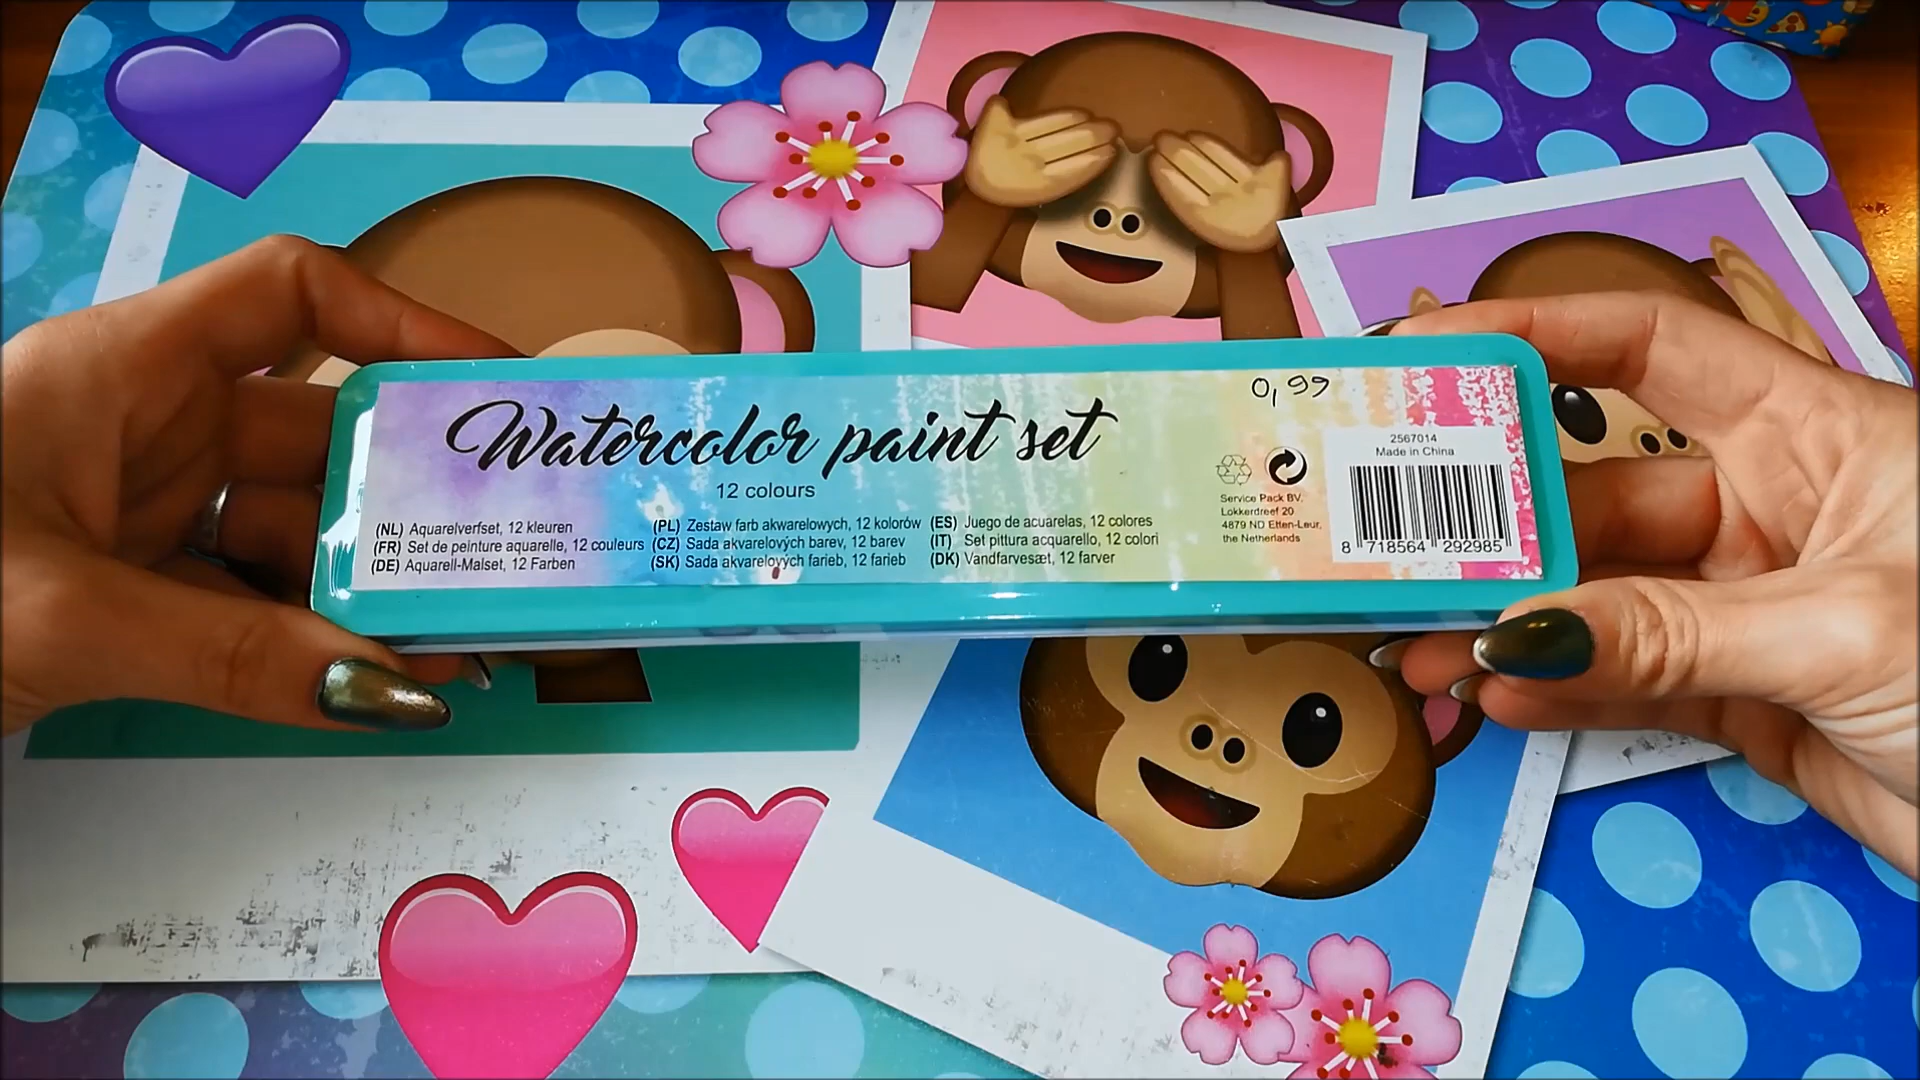 0,99
Watercolor paint set
12 colours
(NL) Aquarelverfset, 12 kleuren
(FR) Set de peinture aquarelle, 12 couleurs
(DE) Aquarell-Malset, 12 Farben
(PL) Zestaw farb akwarelowych, 12 kolorów
(CZ) Sada akvarelových barev, 12 barev
(SK) Sada akvarelových farieb, 12 farieb
(ES) Juego de acuarelas, 12 colores
(IT) Set pittura acquarello, 12 colori
(DK) Vandfarvesæt, 12 farver
Service Pack BV.
Lokkerdreef 20
4879 ND Etten-Leur,
the Netherlands
2567014
Made in China
8 718564 292985